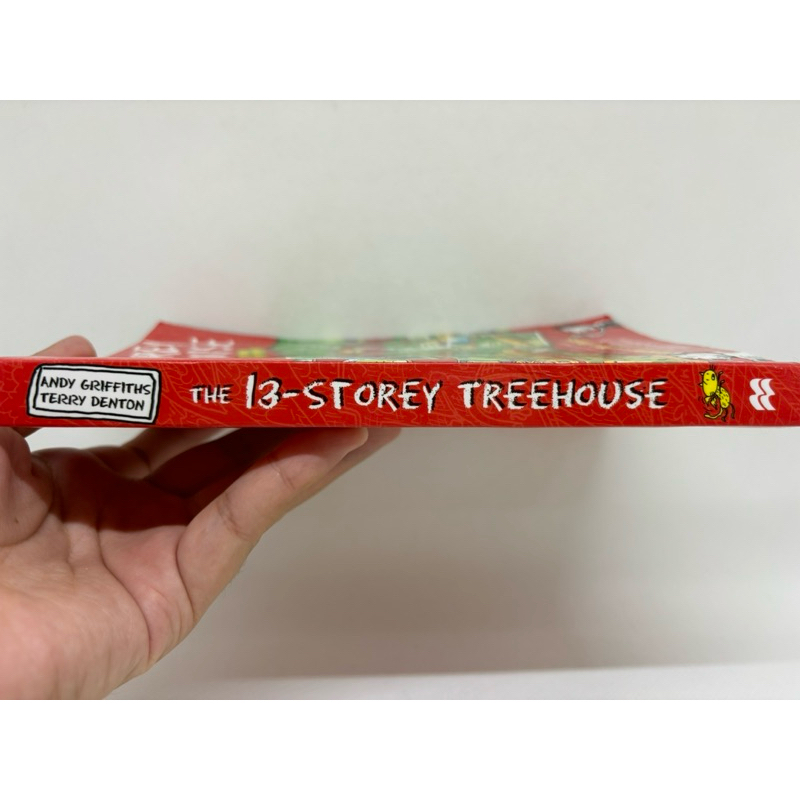 ANDY GRIFFITHS
TERRY DENTON
THE 13-STOREY TREEHOUSE